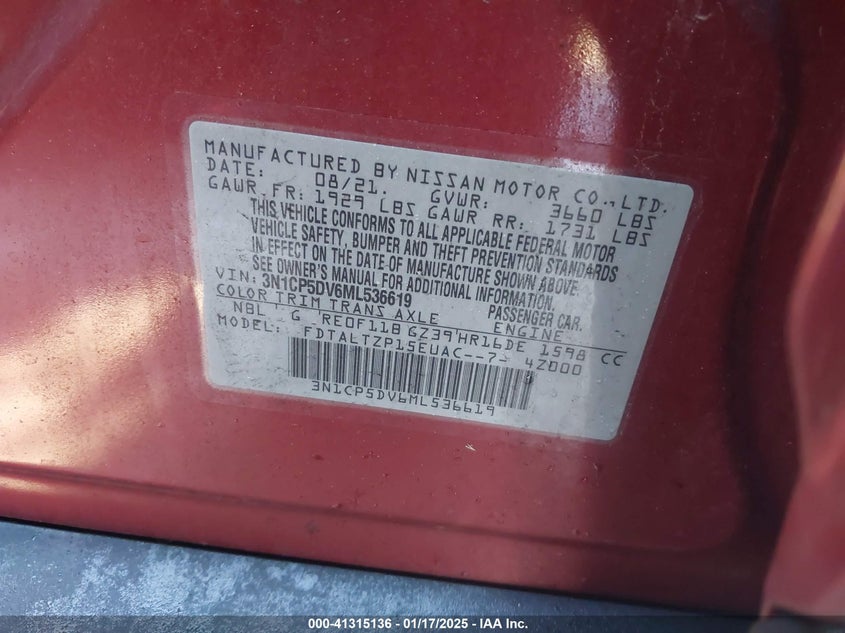 MANUFACTURED BY NISSAN MOTOR CO.,LTD.
DATE: 08/21. GVWR: 3660 LBS
GAWR FR: 1929 LBS GAWR RR: 1731 LBS
THIS VEHICLE CONFORMS TO ALL APPLICABLE FEDERAL MOTOR
VEHICLE SAFETY, BUMPER AND THEFT PREVENTION STANDARDS
IN EFFECT ON THE DATE OF MANUFACTURE SHOWN ABOVE.
SEE OWNER'S MANUAL FOR ADDITIONAL INFORMATION.
VIN: 3N1CP5DV6ML536619 PASSENGER CAR.
COLOR TRIM TRANS AXLE ENGINE
NBL G RE0F11B GZ39 HR16DE 1598 CC
MODEL: FDTALTZP15EUAC--7- 4Z000
3N1CP5DV6ML536619
000-41315136 - 01/17/2025 - IAA Inc.